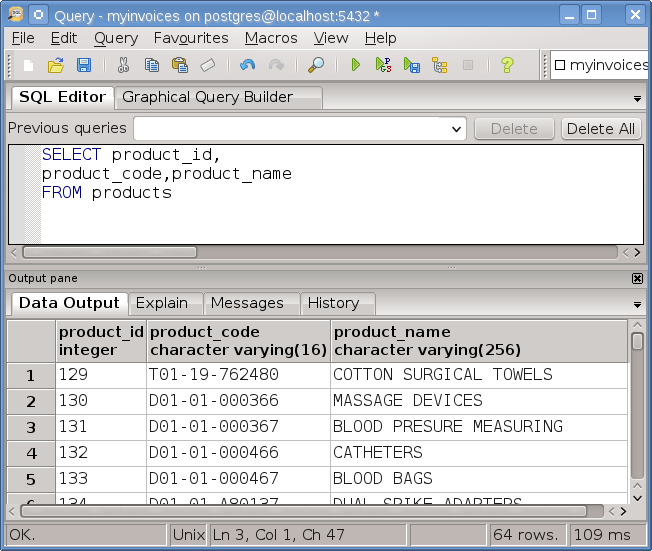 Query - myinvoices on postgres@localhost:5432 *
File Edit Query Favourites Macros View Help
myinvoices
SQL Editor Graphical Query Builder
Previous queries Delete Delete All
SELECT product_id,
product_code,product_name
FROM products
Output pane
Data Output Explain Messages History
product_id product_code product_name
integer character varying(16) character varying(256)
1 129 T01-19-762480 COTTON SURGICAL TOWELS
2 130 D01-01-000366 MASSAGE DEVICES
3 131 D01-01-000367 BLOOD PRESURE MEASURING
4 132 D01-01-000466 CATHETERS
5 133 D01-01-000467 BLOOD BAGS
6 134 D01-01-A80137 DUAL SPIKE ADAPTERS
OK. Unix Ln 3, Col 1, Ch 47 64 rows. 109 ms